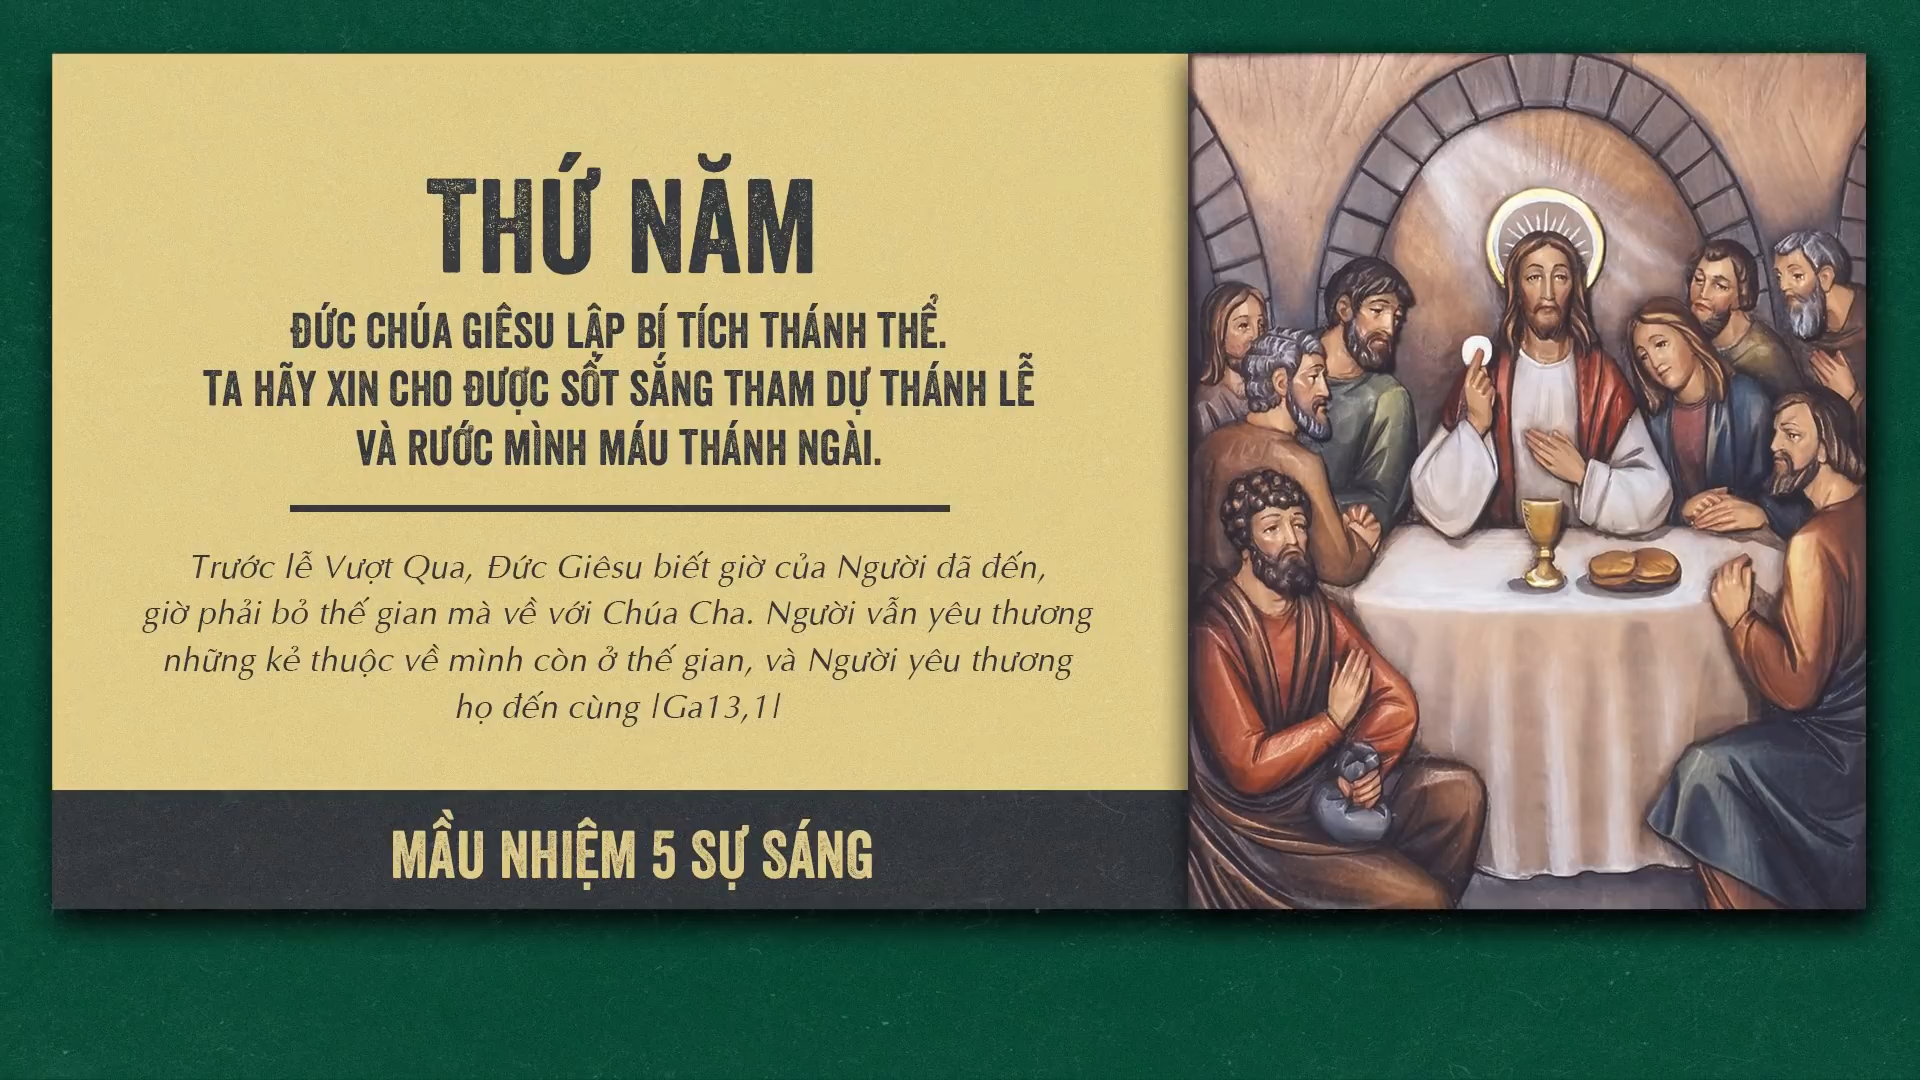 THỨ NĂM
ĐỨC CHÚA GIÊSU LẬP BÍ TÍCH THÁNH THỂ.
TA HÃY XIN CHO ĐƯỢC SỐT SẮNG THAM DỰ THÁNH LỄ
VÀ RƯỚC MÌNH MÁU THÁNH NGÀI.
Trước lễ Vượt Qua, Đức Giêsu biết giờ của Người đã đến,
giờ phải bỏ thế gian mà về với Chúa Cha. Người vẫn yêu thương
những kẻ thuộc về mình còn ở thế gian, và Người yêu thương
họ đến cùng |Ga13,1|
MẦU NHIỆM 5 SỰ SÁNG